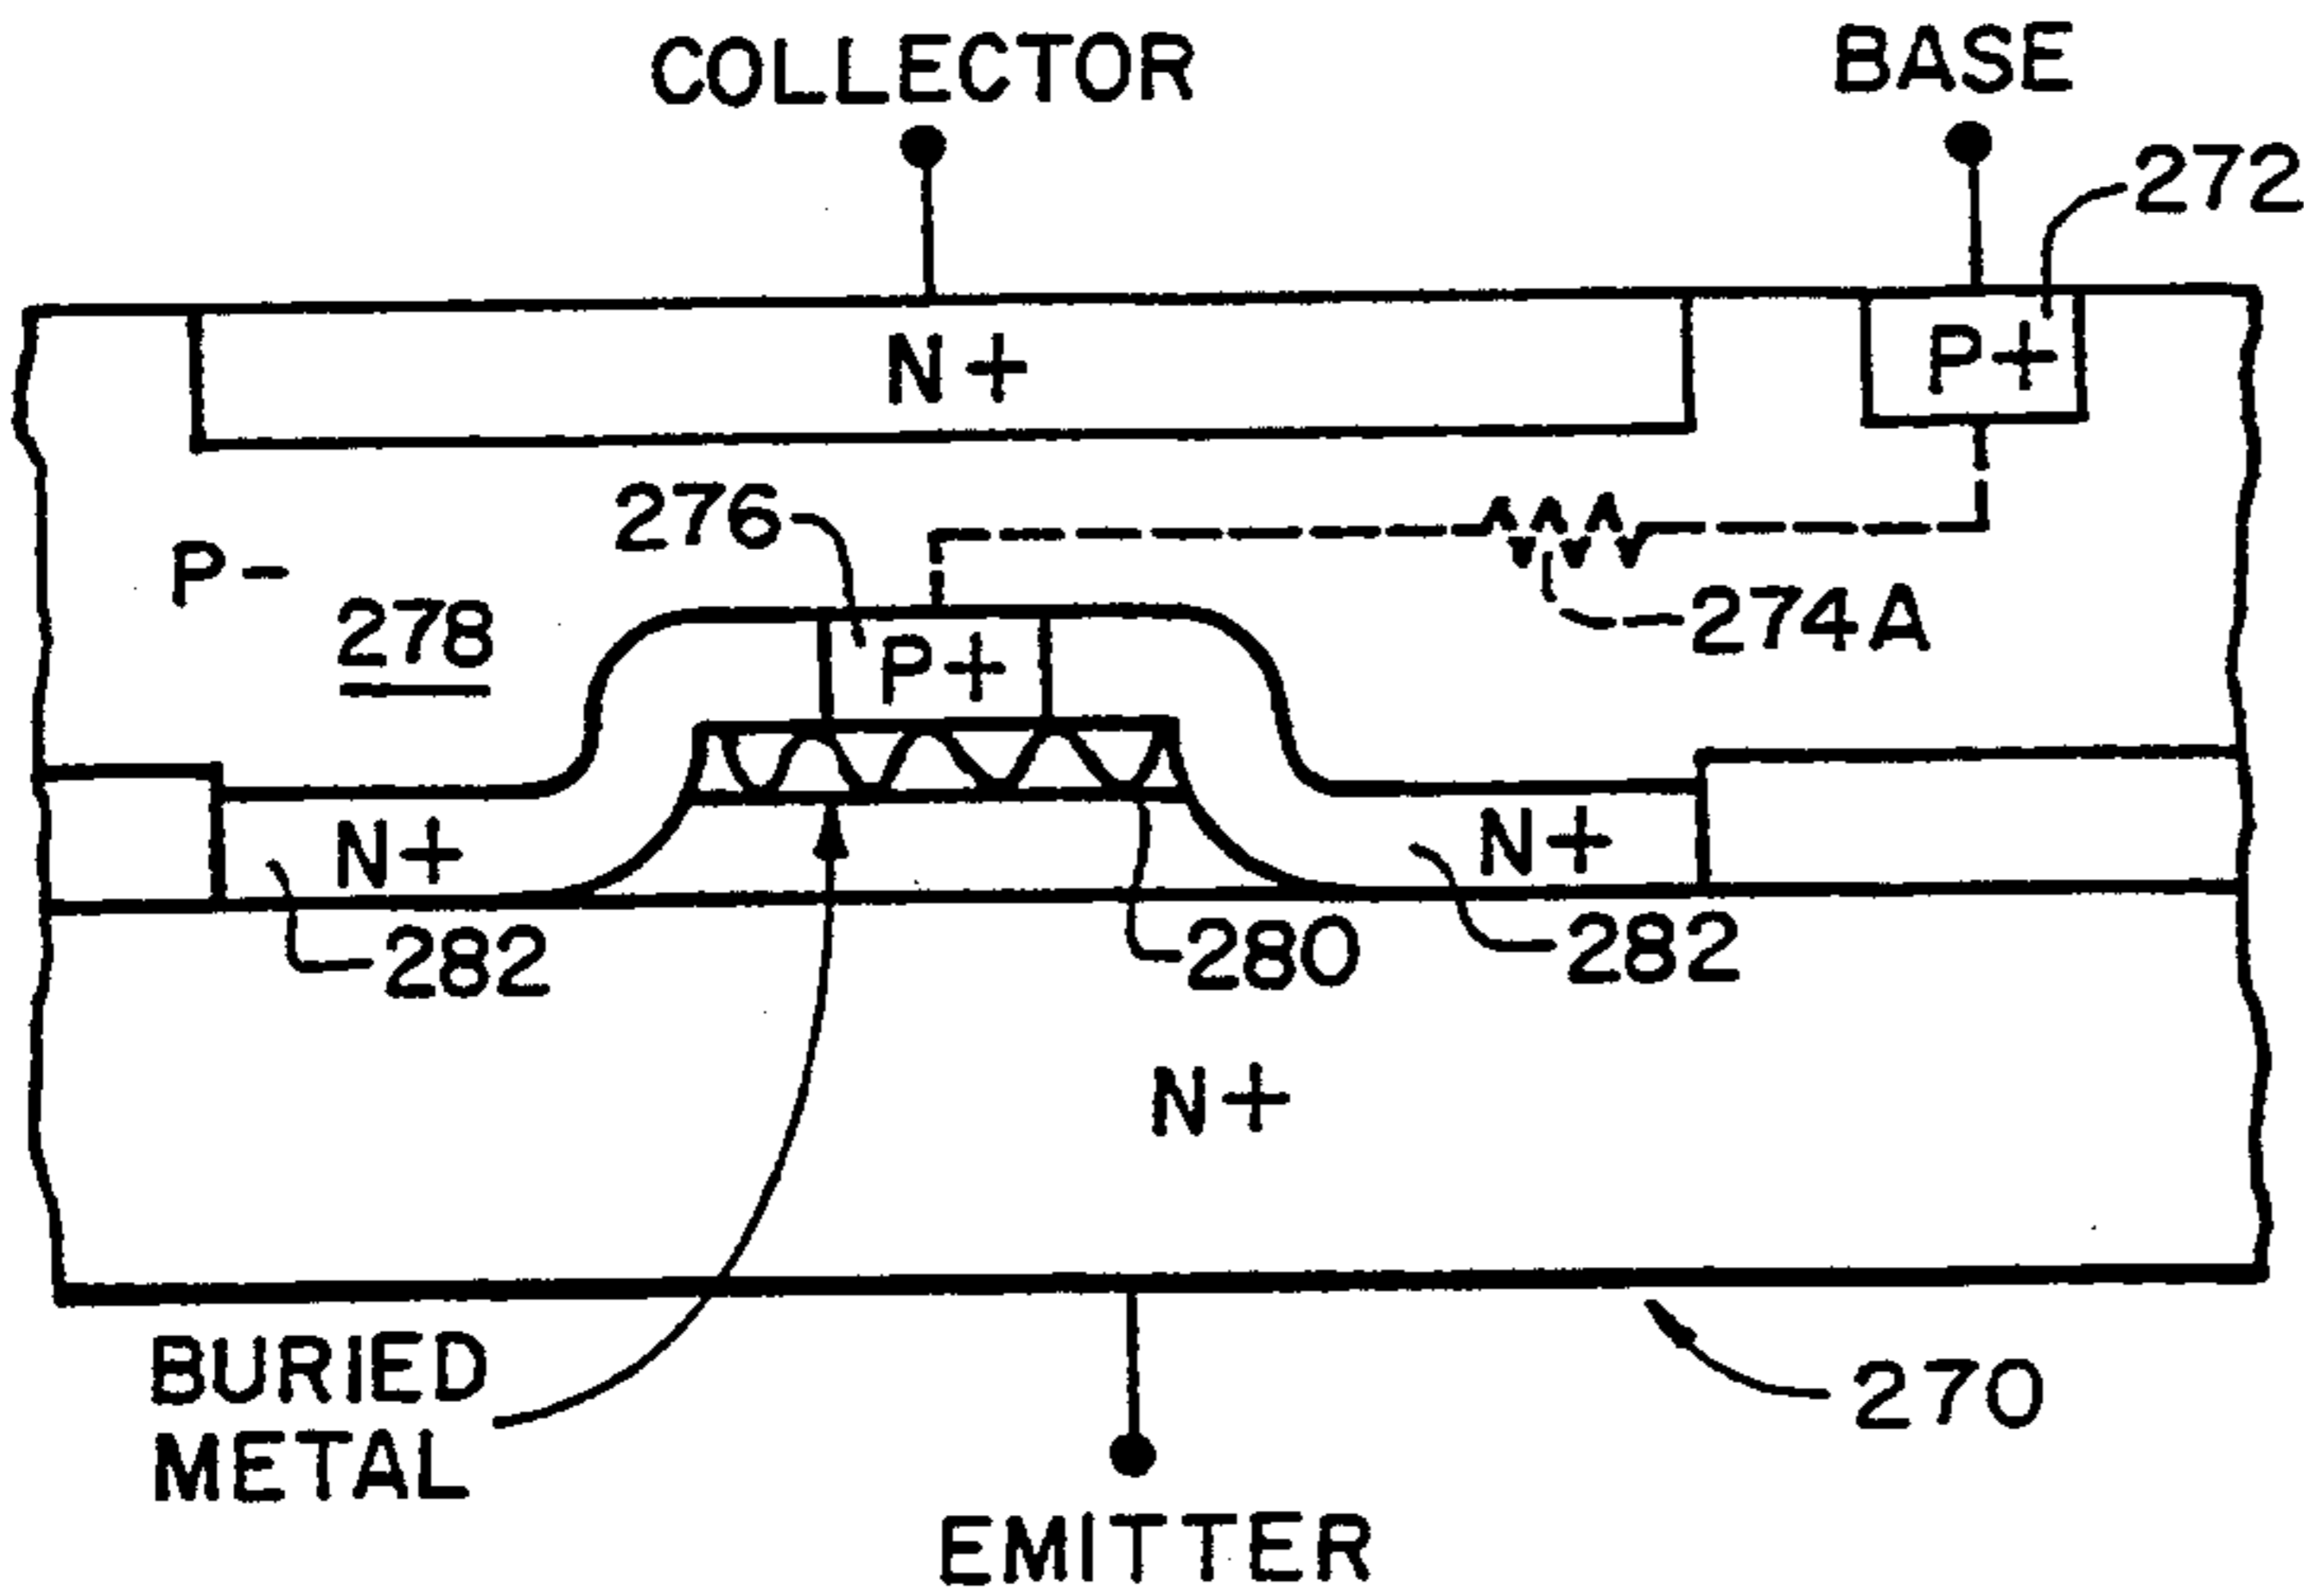 COLLECTOR
BASE
272
N+
P+
276
P-
278
274A
P+
N+
N+
282
280
282
N+
BURIED
METAL
270
EMITTER